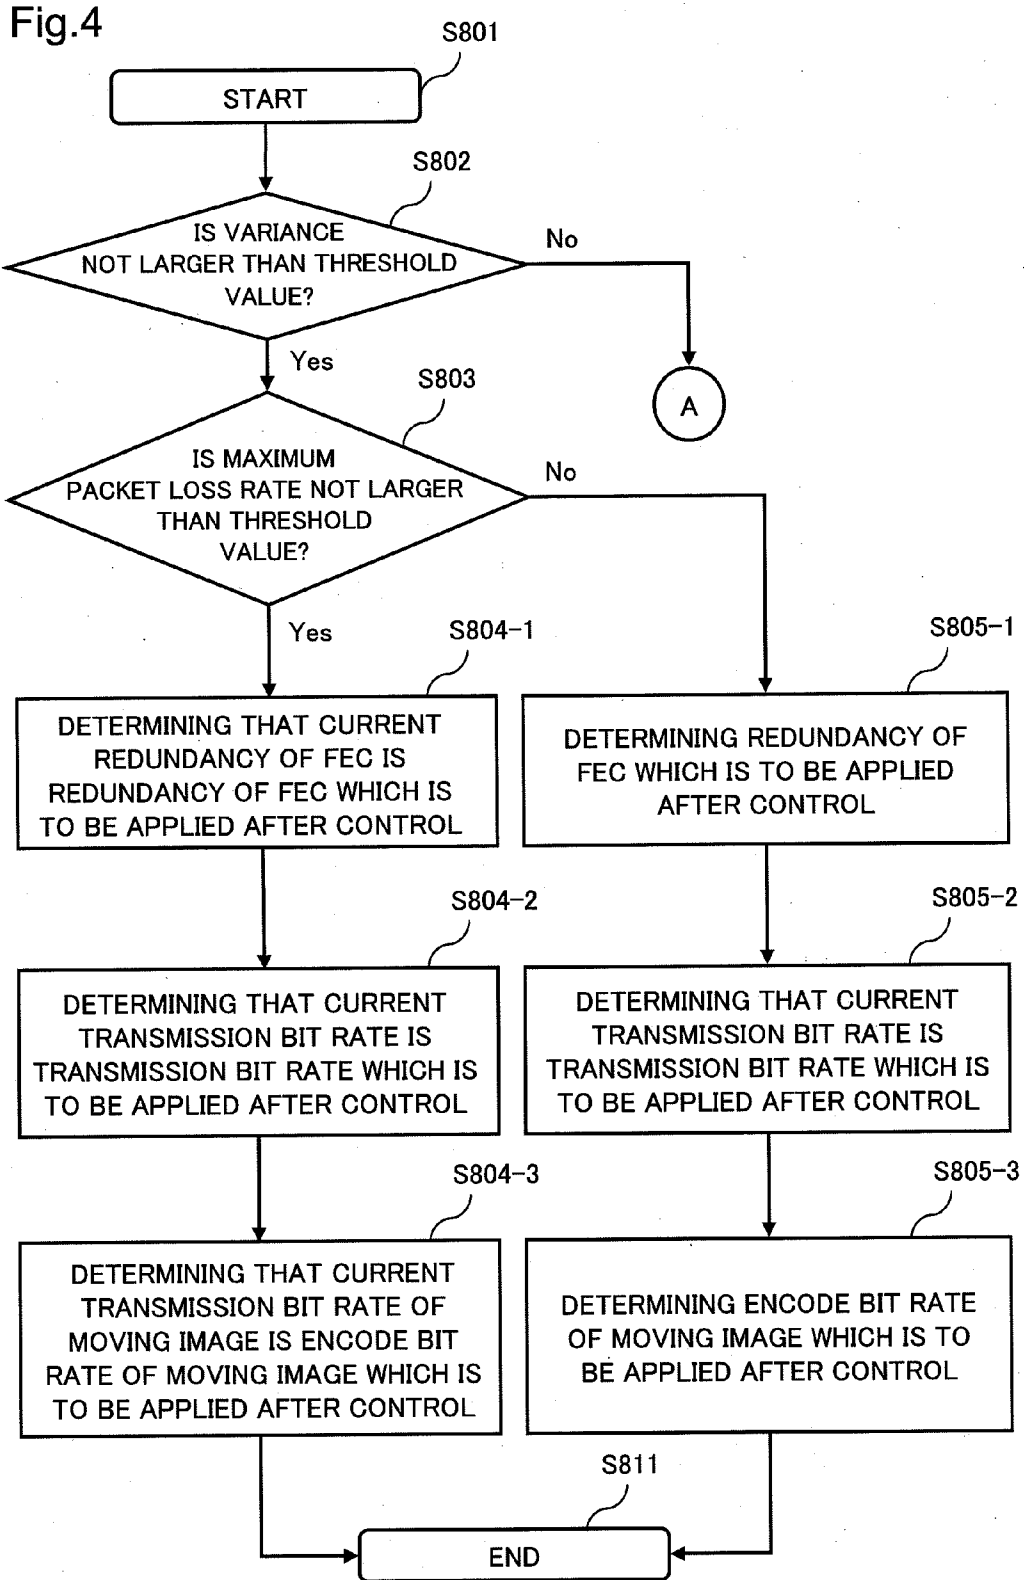 Fig.4
S801
START
S802
IS VARIANCE
NOT LARGER THAN THRESHOLD
VALUE?
No
Yes
A
S803
IS MAXIMUM
PACKET LOSS RATE NOT LARGER
THAN THRESHOLD
VALUE?
No
Yes
S804-1
DETERMINING THAT CURRENT
REDUNDANCY OF FEC IS
REDUNDANCY OF FEC WHICH IS
TO BE APPLIED AFTER CONTROL
S805-1
DETERMINING REDUNDANCY OF
FEC WHICH IS TO BE APPLIED
AFTER CONTROL
S804-2
DETERMINING THAT CURRENT
TRANSMISSION BIT RATE IS
TRANSMISSION BIT RATE WHICH IS
TO BE APPLIED AFTER CONTROL
S805-2
DETERMINING THAT CURRENT
TRANSMISSION BIT RATE IS
TRANSMISSION BIT RATE WHICH IS
TO BE APPLIED AFTER CONTROL
S804-3
DETERMINING THAT CURRENT
TRANSMISSION BIT RATE OF
MOVING IMAGE IS ENCODE BIT
RATE OF MOVING IMAGE WHICH IS
TO BE APPLIED AFTER CONTROL
S805-3
DETERMINING ENCODE BIT RATE
OF MOVING IMAGE WHICH IS TO
BE APPLIED AFTER CONTROL
S811
END